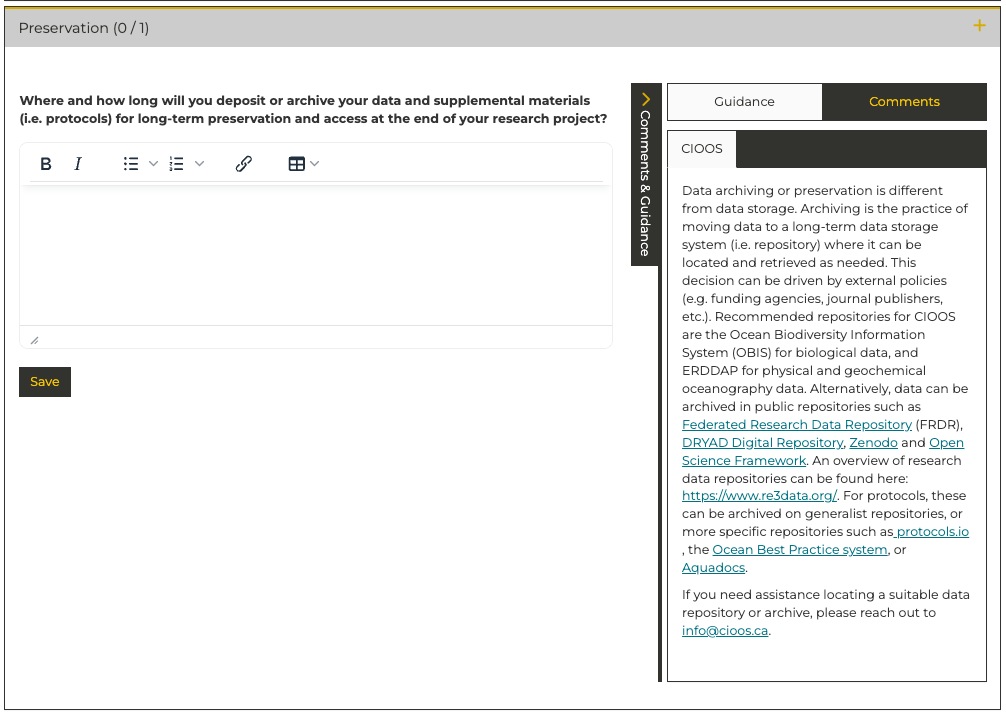 Preservation (0 / 1)
+
Where and how long will you deposit or archive your data and supplemental materials
(i.e. protocols) for long-term preservation and access at the end of your research project?
B I
Save
Comments & Guidance
Guidance
Comments
CIOOS
Data archiving or preservation is different
from data storage. Archiving is the practice of
moving data to a long-term data storage
system (i.e. repository) where it can be
located and retrieved as needed. This
decision can be driven by external policies
(e.g. funding agencies, journal publishers,
etc.). Recommended repositories for CIOOS
are the Ocean Biodiversity Information
System (OBIS) for biological data, and
ERDDAP for physical and geochemical
oceanography data. Alternatively, data can be
archived in public repositories such as
Federated Research Data Repository (FRDR),
DRYAD Digital Repository, Zenodo and Open
Science Framework. An overview of research
data repositories can be found here:
https://www.re3data.org/. For protocols, these
can be archived on generalist repositories, or
more specific repositories such as protocols.io
, the Ocean Best Practice system, or
Aquadocs.
If you need assistance locating a suitable data
repository or archive, please reach out to
info@cioos.ca.